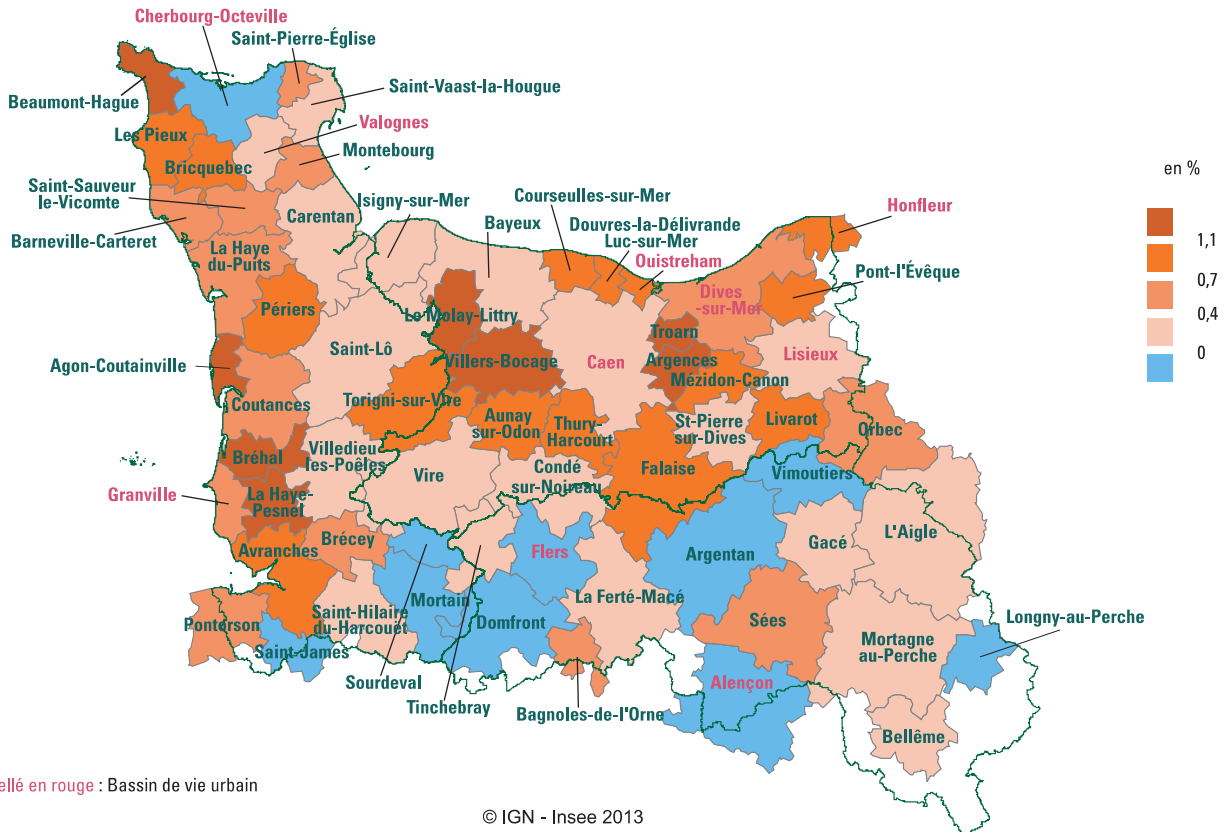 Cherbourg-Octeville
Saint-Pierre-Église
Beaumont-Hague
Saint-Vaast-la-Hougue
Les Pieux
Valognes
Bricquebec
Montebourg
Saint-Sauveur
le-Vicomte
Isigny-sur-Mer
Carentan
Barneville-Carteret
Bayeux
Courseulles-sur-Mer
Douvres-la-Délivrande
Luc-sur-Mer
Ouistreham
Honfleur
La Haye
du-Puits
Pont-l'Évêque
Dives
-sur-Mer
Périers
Le Molay-Littry
Troarn
Saint-Lô
Villers-Bocage
Caen
Argences
Lisieux
Agon-Coutainville
Mézidon-Canon
Coutances
Torigni-sur-Vire
Aunay
sur-Odon
Thury-
Harcourt
St-Pierre
sur-Dives
Livarot
Orbec
Bréhal
Villedieu
les-Poêles
Vire
Condé
sur-Noireau
Falaise
Vimoutiers
Granville
La Haye-
Pesnel
Avranches
Brécey
Flers
Argentan
Gacé
L'Aigle
Pontorson
Saint-Hilaire
du-Harcouët
Mortain
Domfront
La Ferté-Macé
Sées
Mortagne
au-Perche
Longny-au-Perche
Saint-James
Sourdeval
Tinchebray
Bagnoles-de-l'Orne
Alençon
Bellême
en %
1,1
0,7
0,4
0
ellé en rouge : Bassin de vie urbain
© IGN - Insee 2013